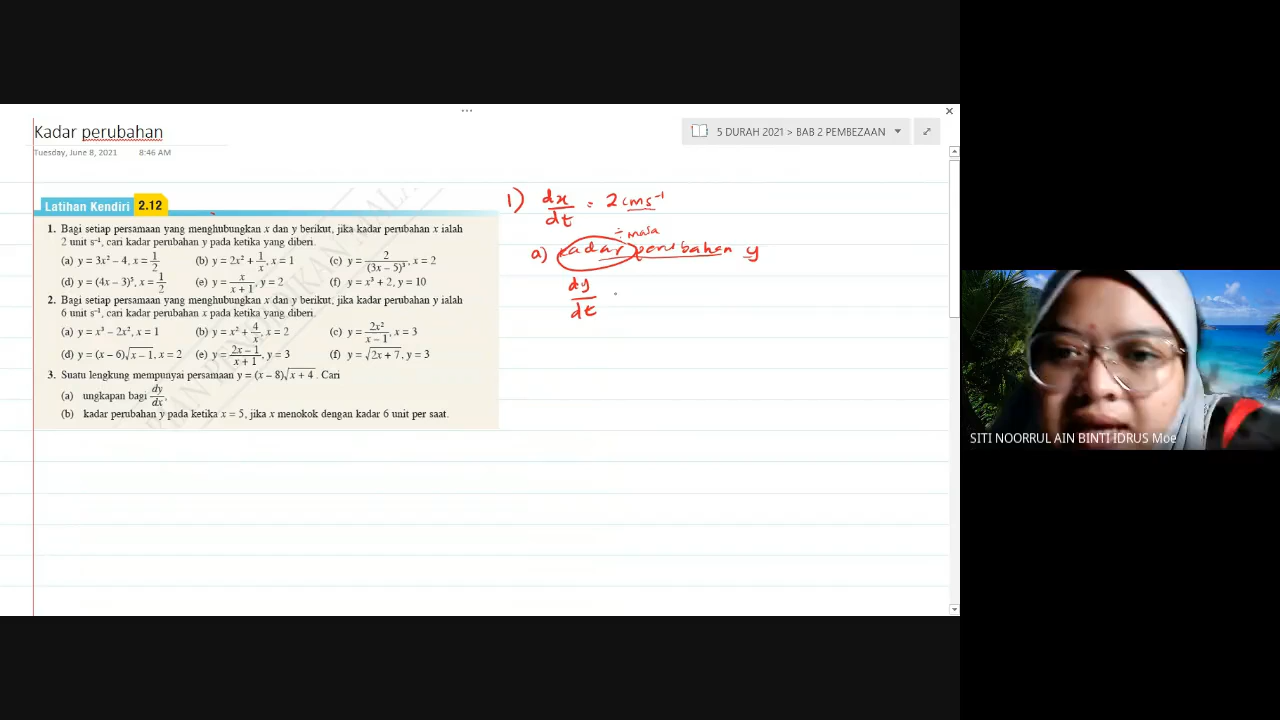 Kadar perubahan
Tuesday, June 8, 2021 8:46 AM
5 DURAH 2021 > BAB 2 PEMBEZAAN
Latihan Kendiri 2.12
1. Bagi setiap persamaan yang menghubungkan x dan y berikut, jika kadar perubahan x ialah
2 unit s⁻¹, cari kadar perubahan y pada ketika yang diberi.
(a) y = 3x² – 4, x = 1/2 (b) y = 2x² + 1/x, x = 1 (c) y = 2/(3x – 5)³, x = 2
(d) y = (4x – 3)⁵, x = 1/2 (e) y = x/(x + 1), y = 2 (f) y = x³ + 2, y = 10
2. Bagi setiap persamaan yang menghubungkan x dan y berikut, jika kadar perubahan y ialah
6 unit s⁻¹, cari kadar perubahan x pada ketika yang diberi.
(a) y = x³ – 2x², x = 1 (b) y = x² + 4/x, x = 2 (c) y = 2x²/(x – 1), x = 3
(d) y = (x – 6)√(x – 1), x = 2 (e) y = (2x – 1)/(x + 1), y = 3 (f) y = √(2x + 7), y = 3
3. Suatu lengkung mempunyai persamaan y = (x – 8)√(x + 4). Cari
(a) ungkapan bagi dy/dx,
(b) kadar perubahan y pada ketika x = 5, jika x menokok dengan kadar 6 unit per saat.
1) dx/dt = 2 cms⁻¹
÷ masa
a) kadar perubahan y
dy/dt
SITI NOORRUL AIN BINTI IDRUS Moe